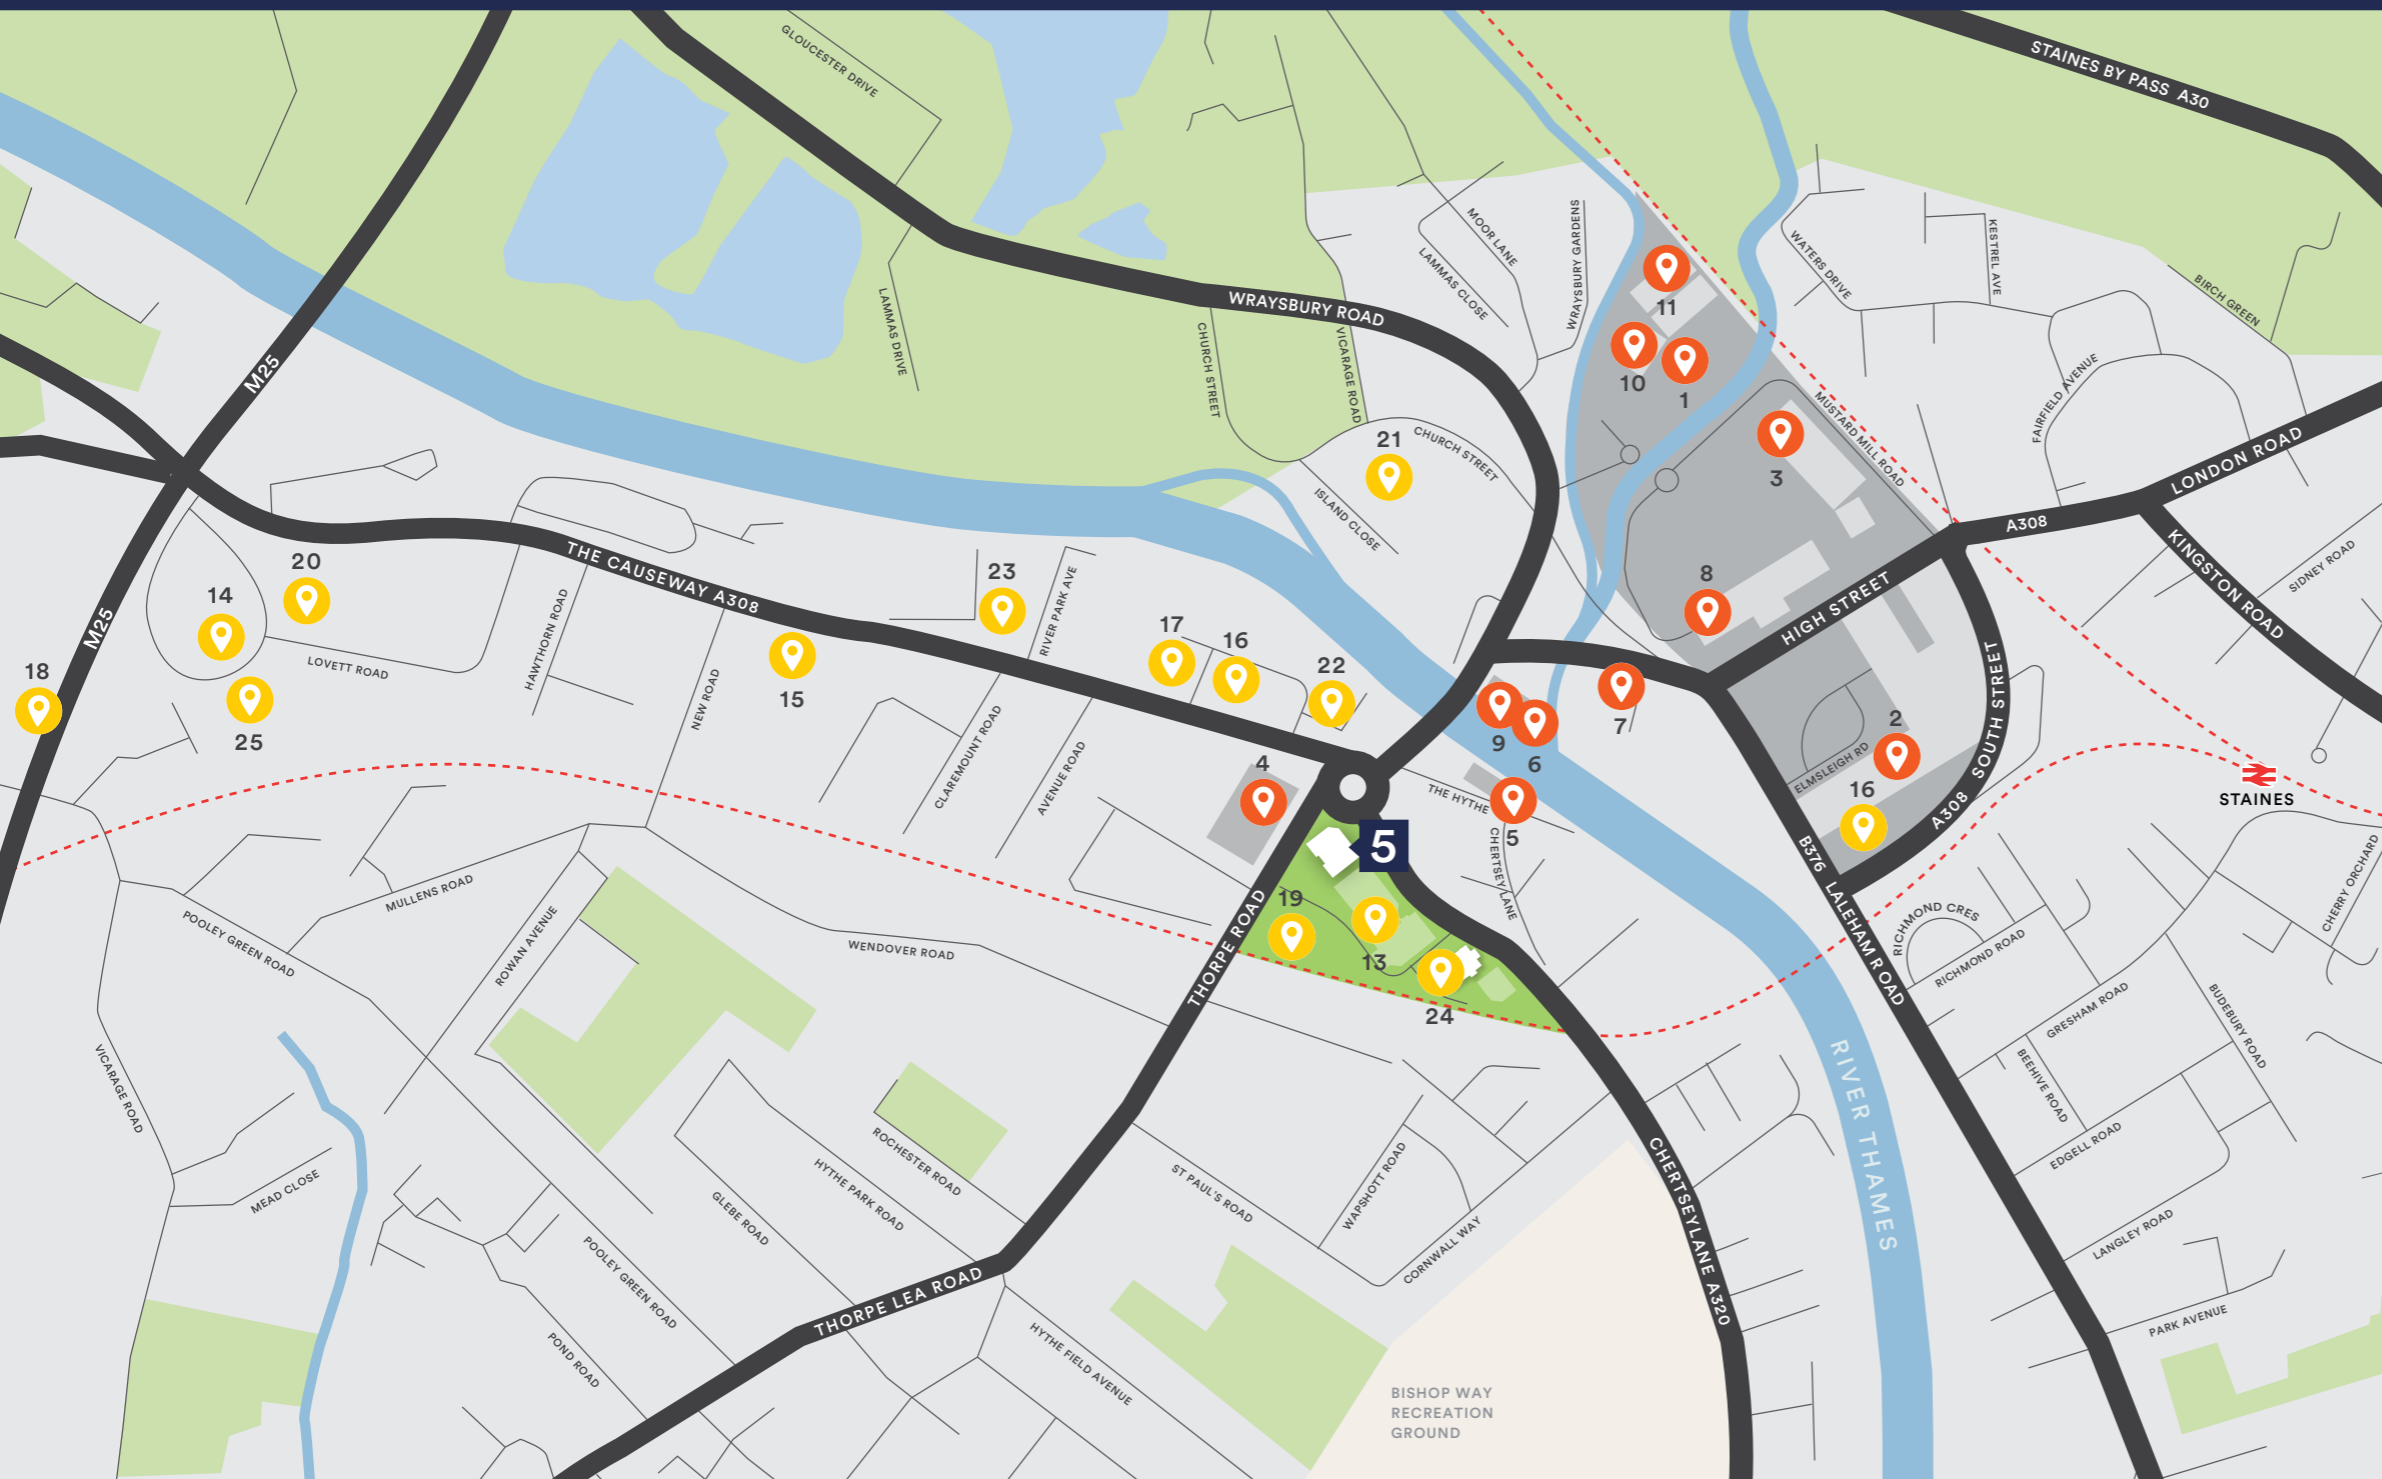 STAINES BY PASS A30
GLOUCESTER DRIVE
MOOR LANE
LAMMAS CLOSE
WRAYSBURY GARDENS
WATERS DRIVE
KESTREL AVE
BIRCH GREEN
WRAYSBURY ROAD
LAMMAS DRIVE
CHURCH STREET
VICARAGE ROAD
11
10
1
M25
FAIRFIELD AVENUE
MUSTARD MILL ROAD
LONDON ROAD
21
CHURCH STREET
3
ISLAND CLOSE
A308
KINGSTON ROAD
SIDNEY ROAD
THE CAUSEWAY A308
20
14
23
RIVER PARK AVE
8
HIGH STREET
M25
LOVETT ROAD
HAWTHORN ROAD
NEW ROAD
15
17
16
22
18
25
7
9
6
2
SOUTH STREET
ELMSLEIGH RD
16
A308
CLAREMOUNT ROAD
AVENUE ROAD
4
THE HYTHE
5
CHERTSEY LANE
5
STAINES
B376
LALEHAM ROAD
CHERRY ORCHARD
MULLENS ROAD
POOLEY GREEN ROAD
ROWAN AVENUE
WENDOVER ROAD
THORPE ROAD
19
13
24
RICHMOND CRES
RICHMOND ROAD
GRESHAM ROAD
BUDEBURY ROAD
BEEHIVE ROAD
EDGELL ROAD
LANGLEY ROAD
PARK AVENUE
RIVER THAMES
VICARAGE ROAD
MEAD CLOSE
ROCHESTER ROAD
HYTHE PARK ROAD
GLEBE ROAD
POOLEY GREEN ROAD
POND ROAD
THORPE LEA ROAD
HYTHE FIELD AVENUE
ST PAUL'S ROAD
WAPSHOTT ROAD
CORNWALL WAY
CHERTSEYLANE A320
BISHOP WAY
RECREATION
GROUND